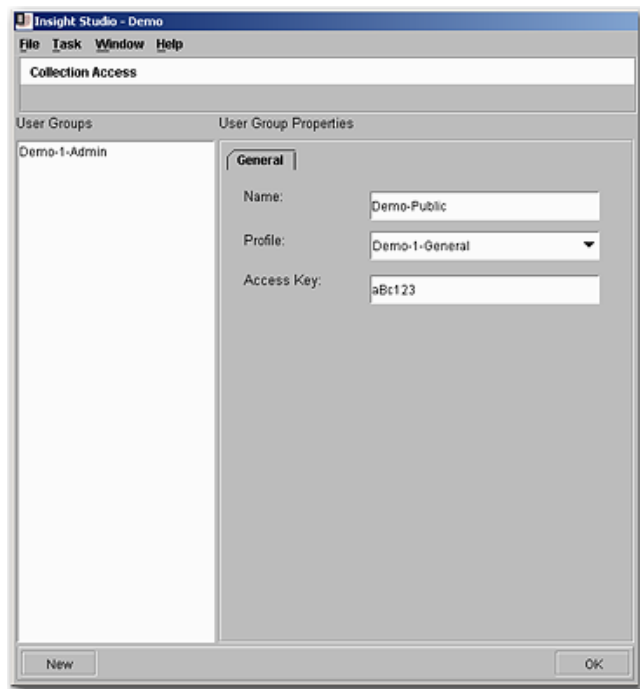 Insight Studio - Demo
File Task Window Help
Collection Access
User Groups
User Group Properties
Demo-1-Admin
General
Name:
Demo-Public
Profile:
Demo-1-General
Access Key:
aBc123
New
OK